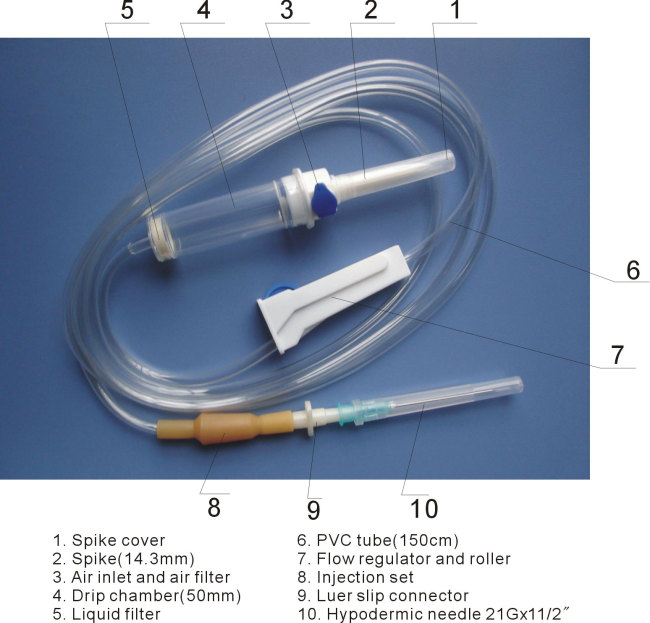 5 4 3 2 1
6
7
8 9 10
1. Spike cover
2. Spike(14.3mm)
3. Air inlet and air filter
4. Drip chamber(50mm)
5. Liquid filter
6. PVC tube(150cm)
7. Flow regulator and roller
8. Injection set
9. Luer slip connector
10. Hypodermic needle 21Gx11/2″